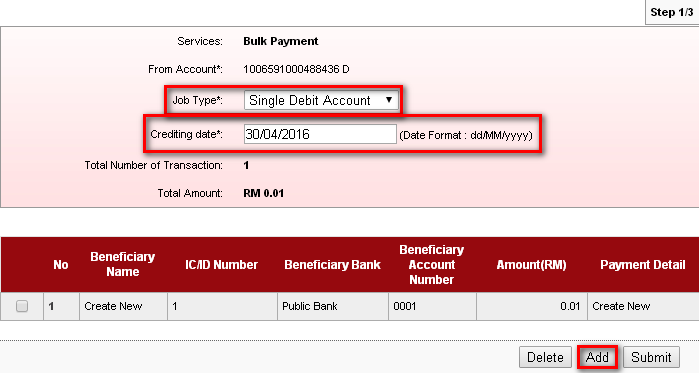 Step 1/3
Services: Bulk Payment
From Account*: 1006591000488436 D
Job Type*: Single Debit Account
Crediting date*: 30/04/2016 (Date Format : dd/MM/yyyy)
Total Number of Transaction: 1
Total Amount: RM 0.01
No Beneficiary Name IC/ID Number Beneficiary Bank Beneficiary Account Number Amount(RM) Payment Detail
1 Create New 1 Public Bank 0001 0.01 Create New
Delete Add Submit